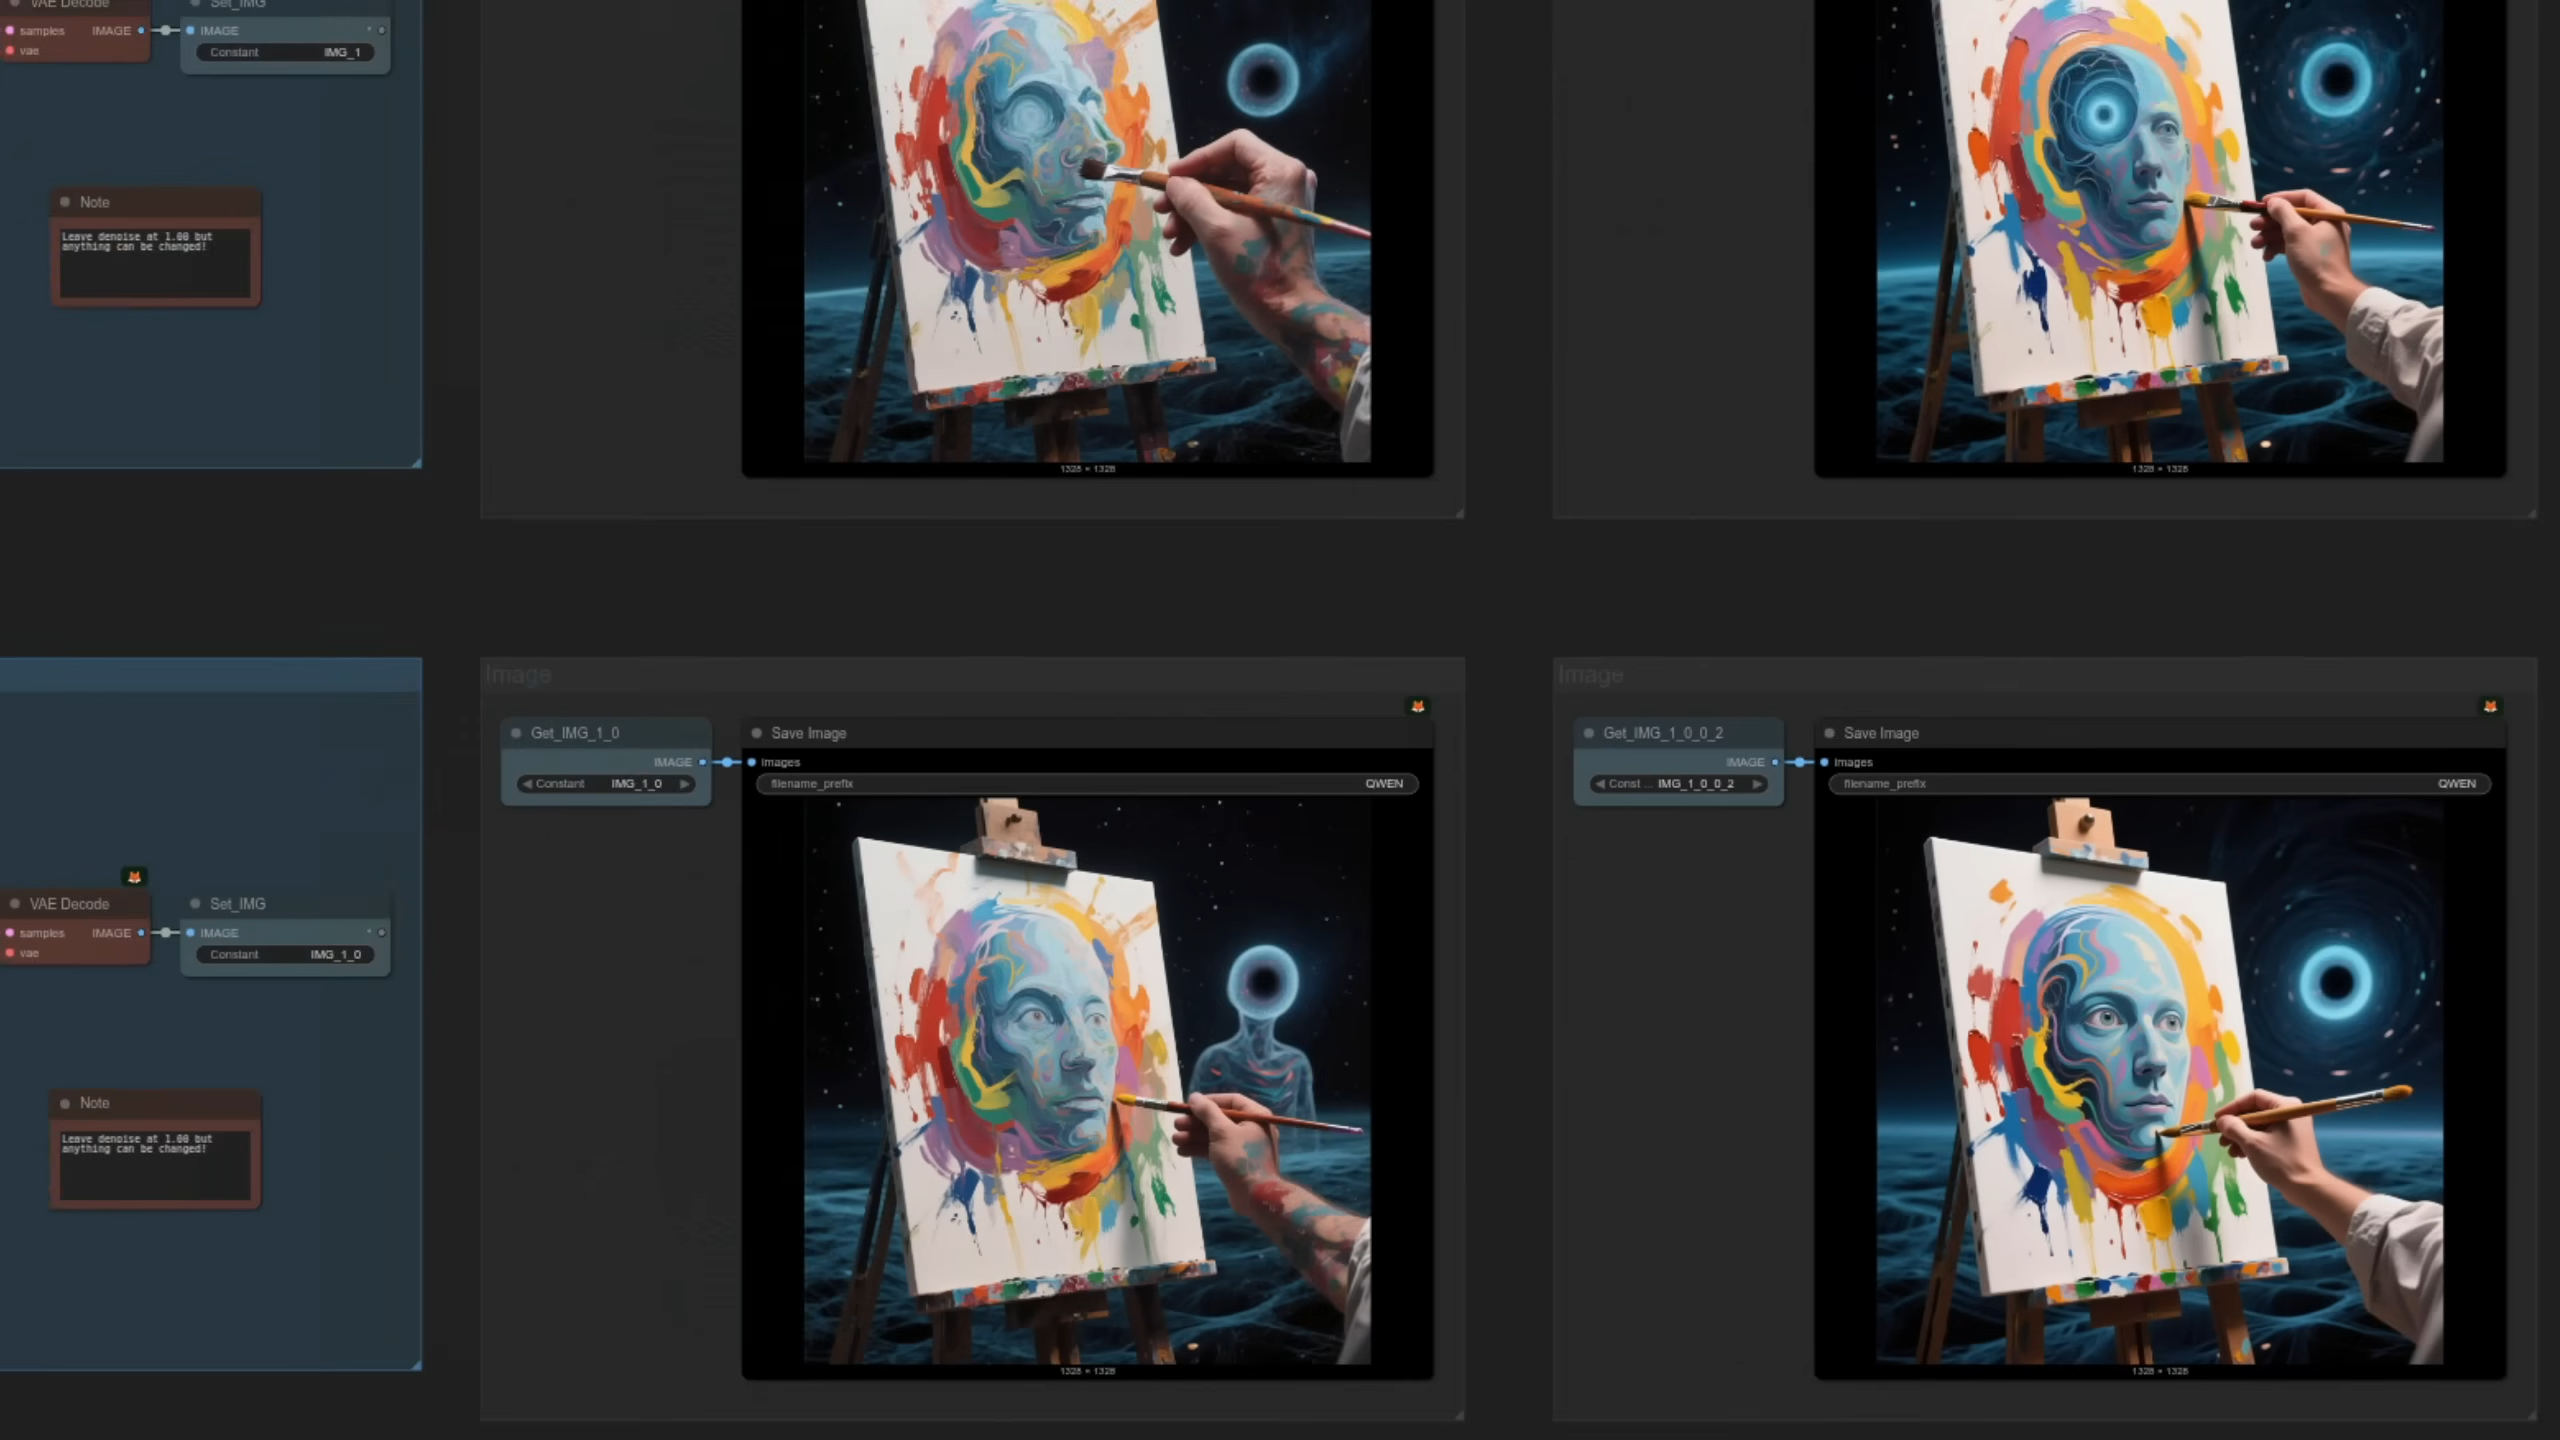 VAE Decode
Set_IMG
samples
IMAGE
IMAGE
vae
Constant
IMG_1
Note
Leave denoise at 1.00 but
anything can be changed!
1328 × 1328
1328 × 1328
Image
Image
Get_IMG_1_0
Save Image
IMAGE
images
Constant
IMG_1_0
filename_prefix
QWEN
Get_IMG_1_0_0_2
Save Image
IMAGE
images
Const ...
IMG_1_0_0_2
filename_prefix
QWEN
VAE Decode
Set_IMG
samples
IMAGE
IMAGE
vae
Constant
IMG_1_0
Note
Leave denoise at 1.00 but
anything can be changed!
1328 × 1328
1328 × 1328